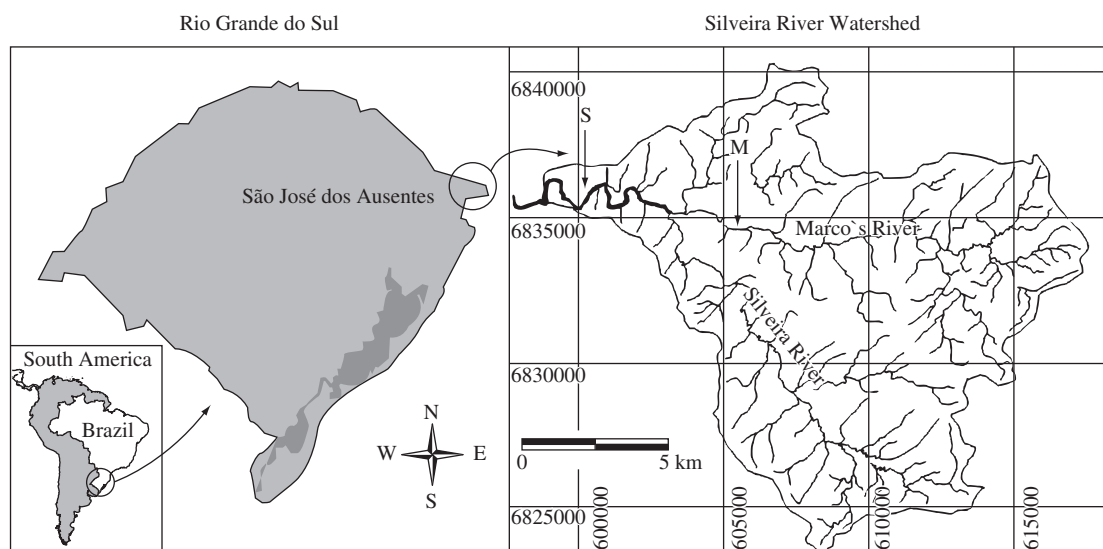 Rio Grande do Sul
Silveira River Watershed
São José dos Ausentes
South America
Brazil
N
W
E
S
6840000
S
M
6835000
Marco`s River
Silveira River
6830000
0
5 km
6825000
600000
605000
610000
615000